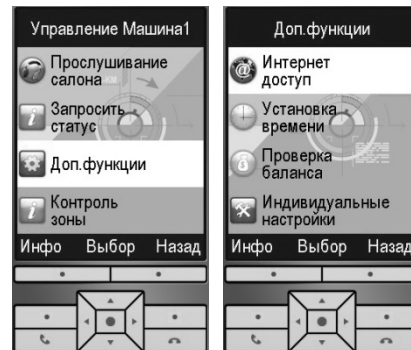 Управление Машина1
Прослушивание
салона
Запросить
статус
Доп.функции
Контроль
зоны
Инфо Выбор Назад
Доп.функции
Интернет
доступ
Установка
времени
Проверка
баланса
Индивидуальные
настройки
Инфо Выбор Назад